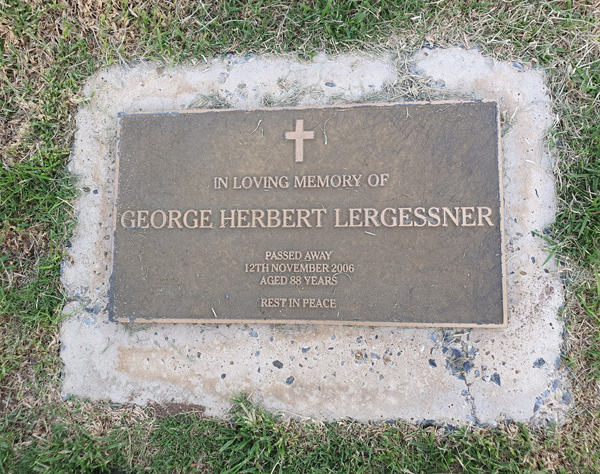 IN LOVING MEMORY OF
GEORGE HERBERT LERGESSNER
PASSED AWAY
12TH NOVEMBER 2006
AGED 88 YEARS
REST IN PEACE